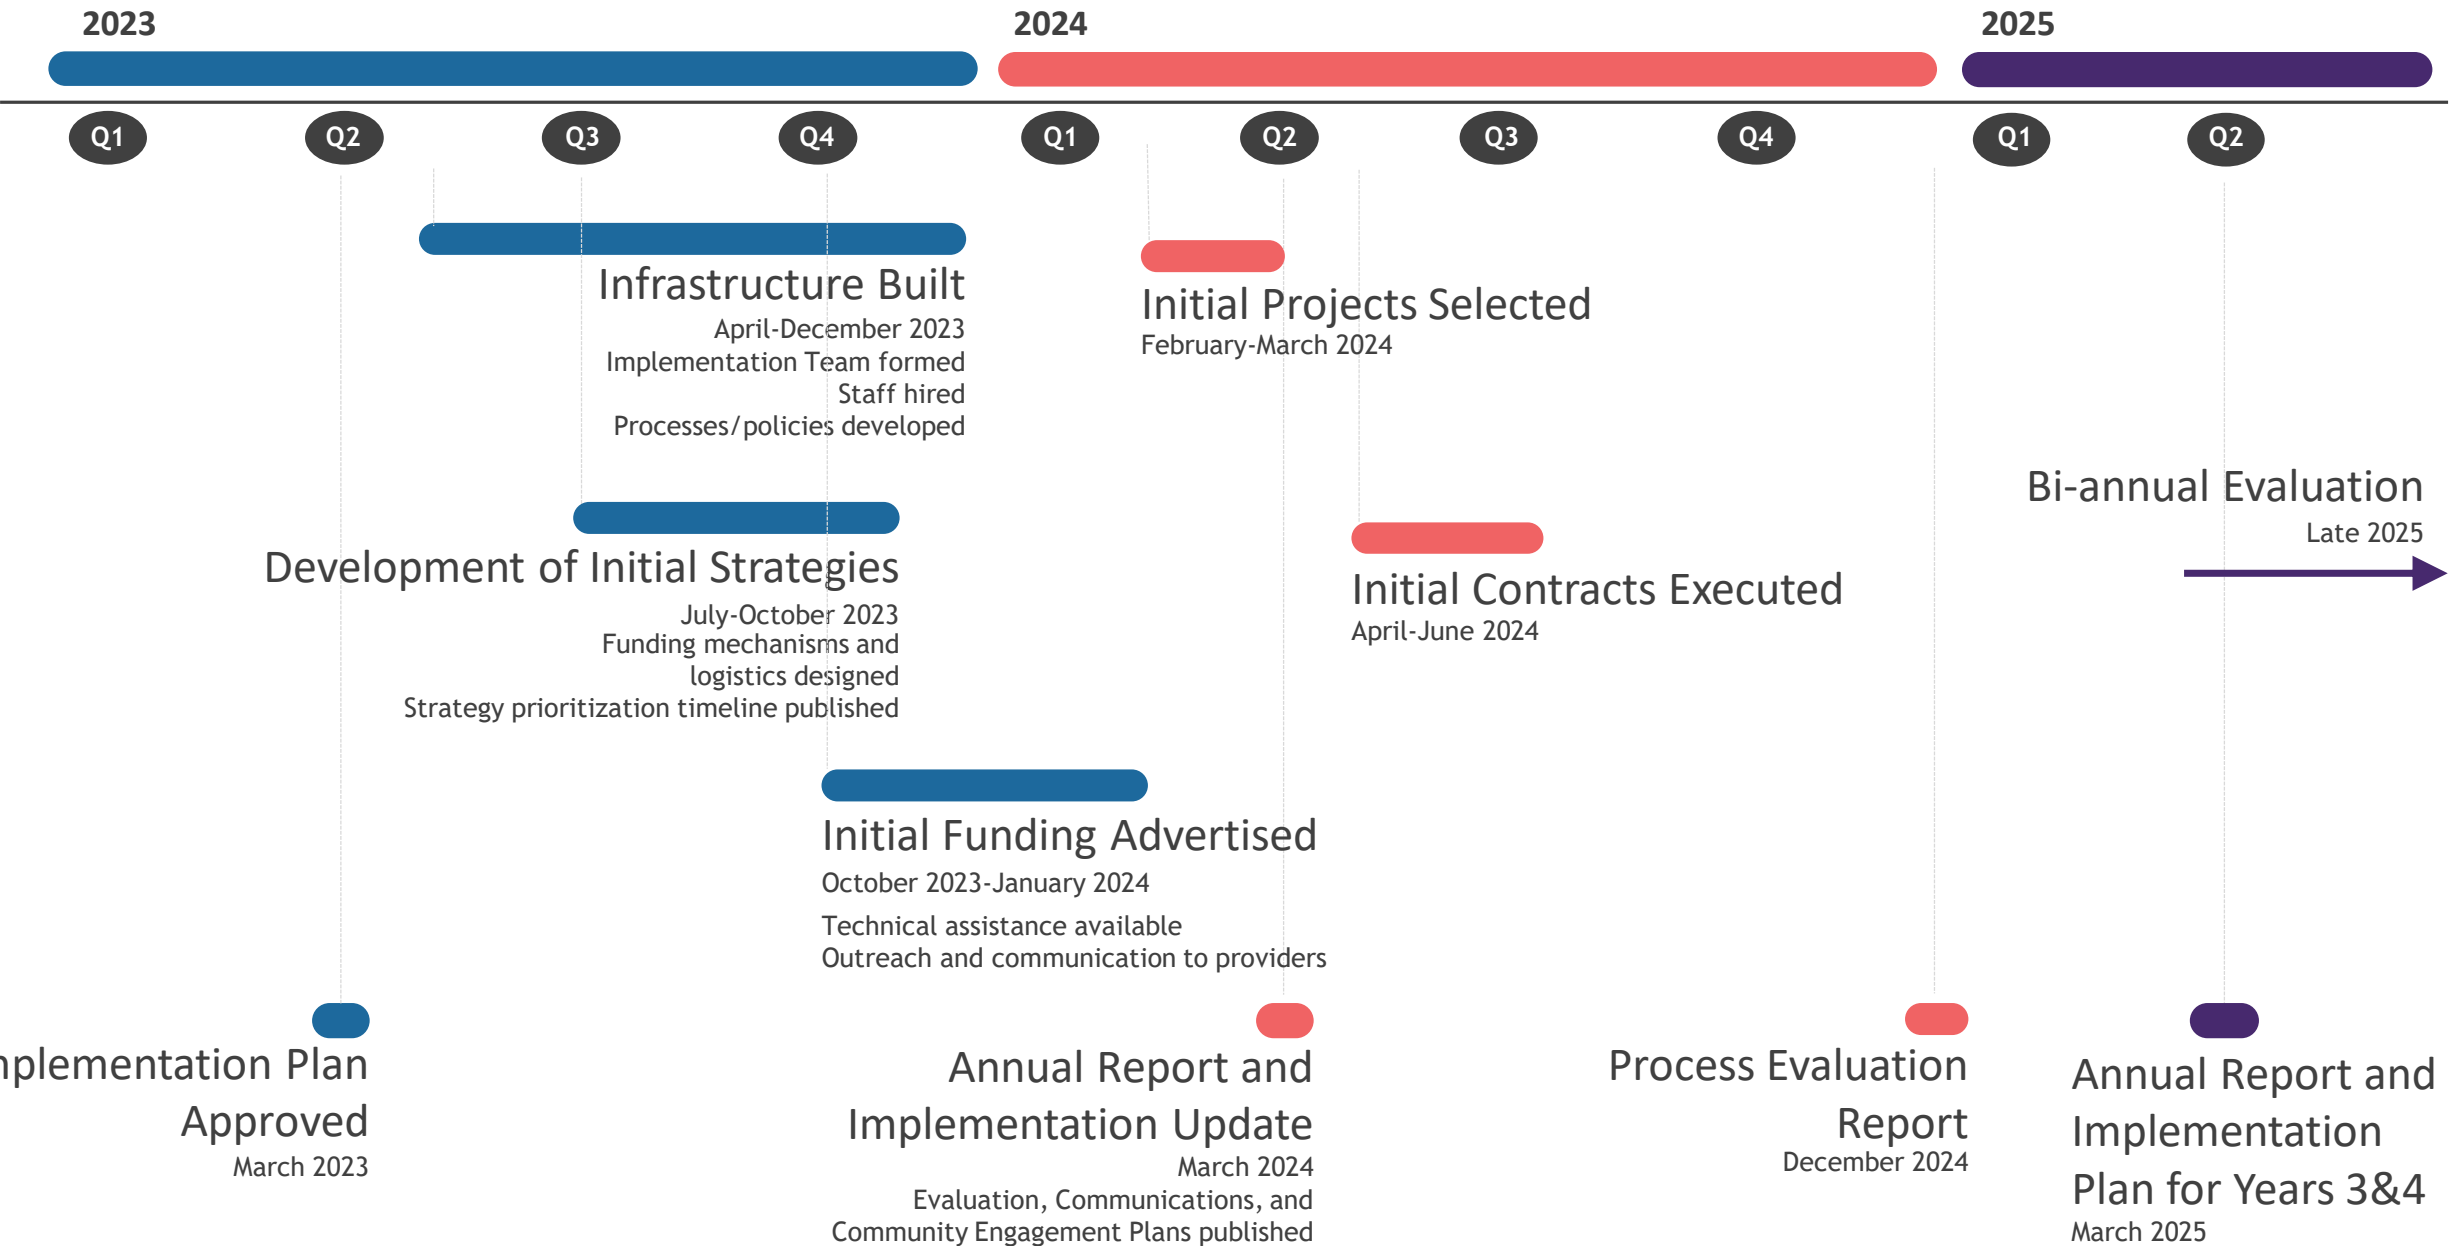 2023
2024
2025
Q1
Q2
Q3
Q4
Q1
Q2
Q3
Q4
Q1
Q2
Infrastructure Built
April-December 2023
Implementation Team formed
Staff hired
Processes/policies developed
Initial Projects Selected
February-March 2024
Bi-annual Evaluation
Late 2025
Development of Initial Strategies
July-October 2023
Funding mechanisms and
logistics designed
Strategy prioritization timeline published
Initial Contracts Executed
April-June 2024
Initial Funding Advertised
October 2023-January 2024
Technical assistance available
Outreach and communication to providers
nplementation Plan
Approved
March 2023
Annual Report and
Implementation Update
March 2024
Evaluation, Communications, and
Community Engagement Plans published
Process Evaluation
Report
December 2024
Annual Report and
Implementation
Plan for Years 3&4
March 2025